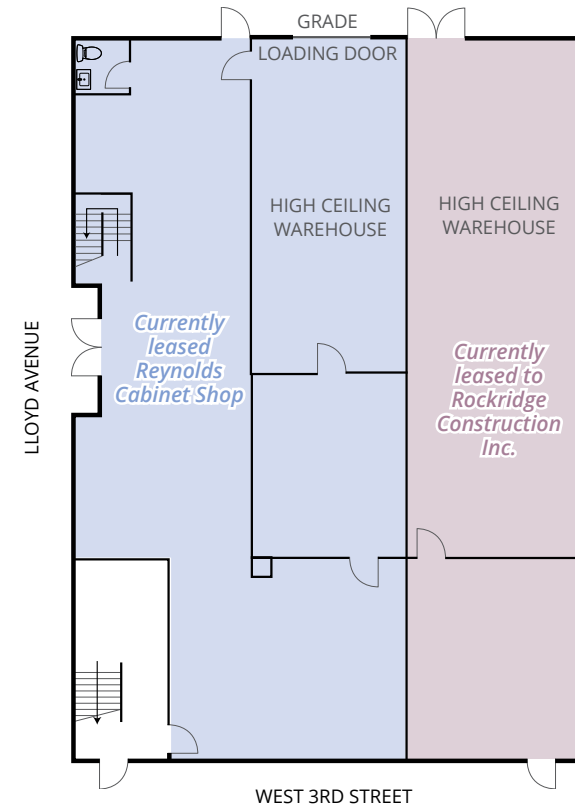 GRADE
LOADING DOOR
HIGH CEILING
WAREHOUSE
HIGH CEILING
WAREHOUSE
LLOYD AVENUE
Currently
leased
Reynolds
Cabinet Shop
Currently
leased to
Rockridge
Construction
Inc.
WEST 3RD STREET